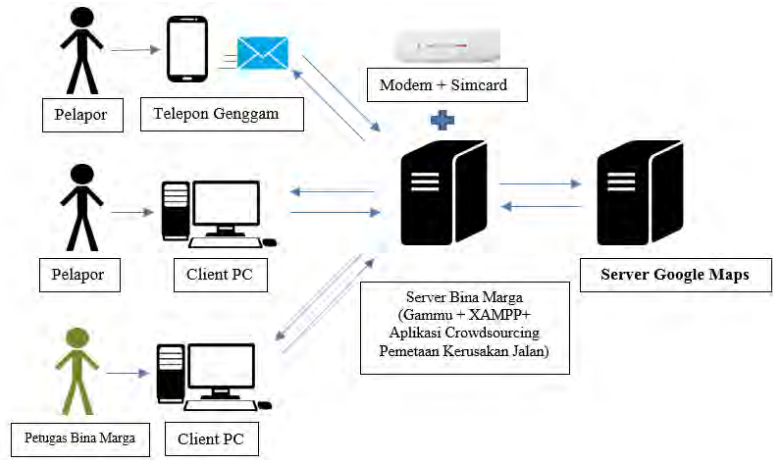 Modem + Simcard
Pelapor
Telepon Genggam
Pelapor
Client PC
Server Google Maps
Server Bina Marga
(Gammu + XAMPP+
Aplikasi Crowdsourcing
Pemetaan Kerusakan Jalan)
Petugas Bina Marga
Client PC